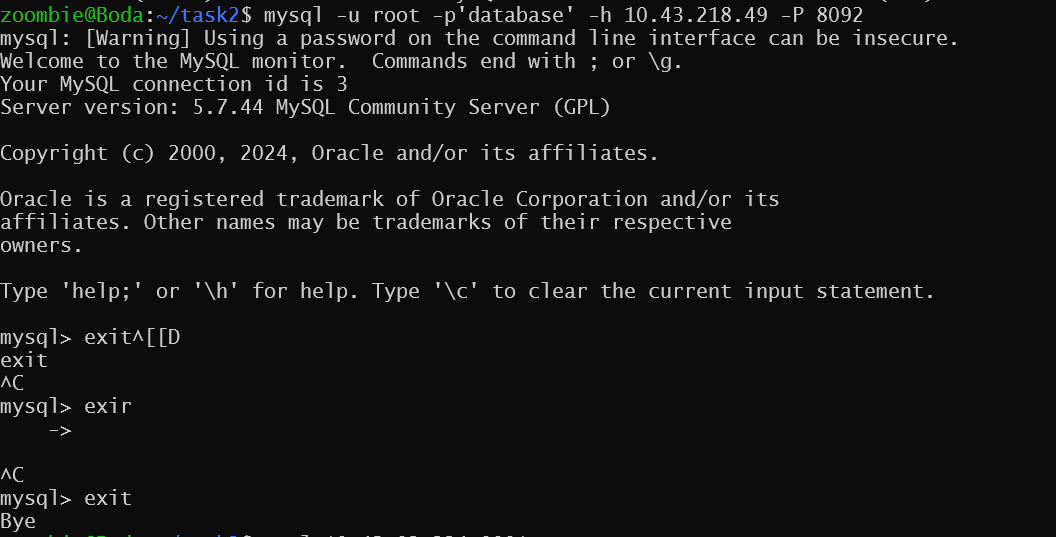 zoombie@Boda:~/task2$ mysql -u root -p'database' -h 10.43.218.49 -P 8092
mysql: [Warning] Using a password on the command line interface can be insecure.
Welcome to the MySQL monitor.  Commands end with ; or \g.
Your MySQL connection id is 3
Server version: 5.7.44 MySQL Community Server (GPL)

Copyright (c) 2000, 2024, Oracle and/or its affiliates.

Oracle is a registered trademark of Oracle Corporation and/or its
affiliates. Other names may be trademarks of their respective
owners.

Type 'help;' or '\h' for help. Type '\c' to clear the current input statement.

mysql> exit^[[D
exit
^C
mysql> exir
    ->

^C
mysql> exit
Bye